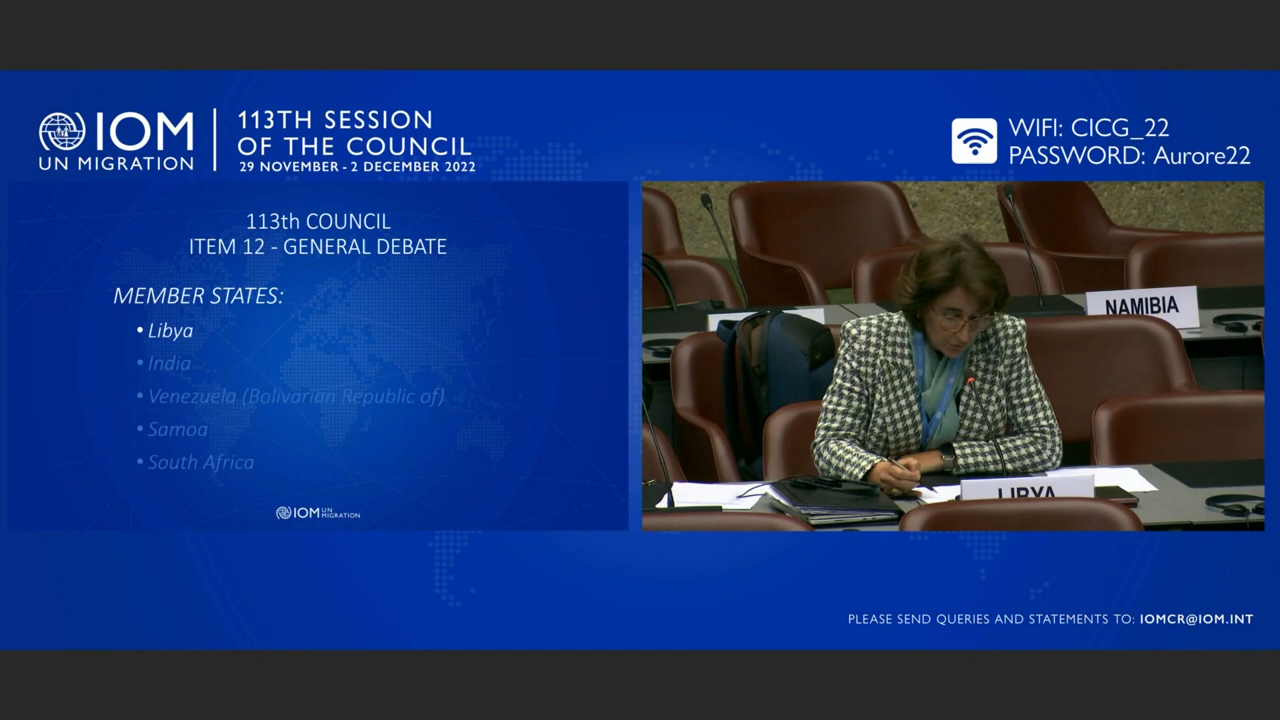 IOM
UN MIGRATION
113TH SESSION
OF THE COUNCIL
29 NOVEMBER - 2 DECEMBER 2022
WIFI: CICG_22
PASSWORD: Aurore22
113th COUNCIL
ITEM 12 - GENERAL DEBATE
MEMBER STATES:
• Libya
• India
• Venezuela (Bolivarian Republic of)
• Samoa
• South Africa
IOM UN MIGRATION
NAMIBIA
LIBYA
PLEASE SEND QUERIES AND STATEMENTS TO: IOMCR@IOM.INT